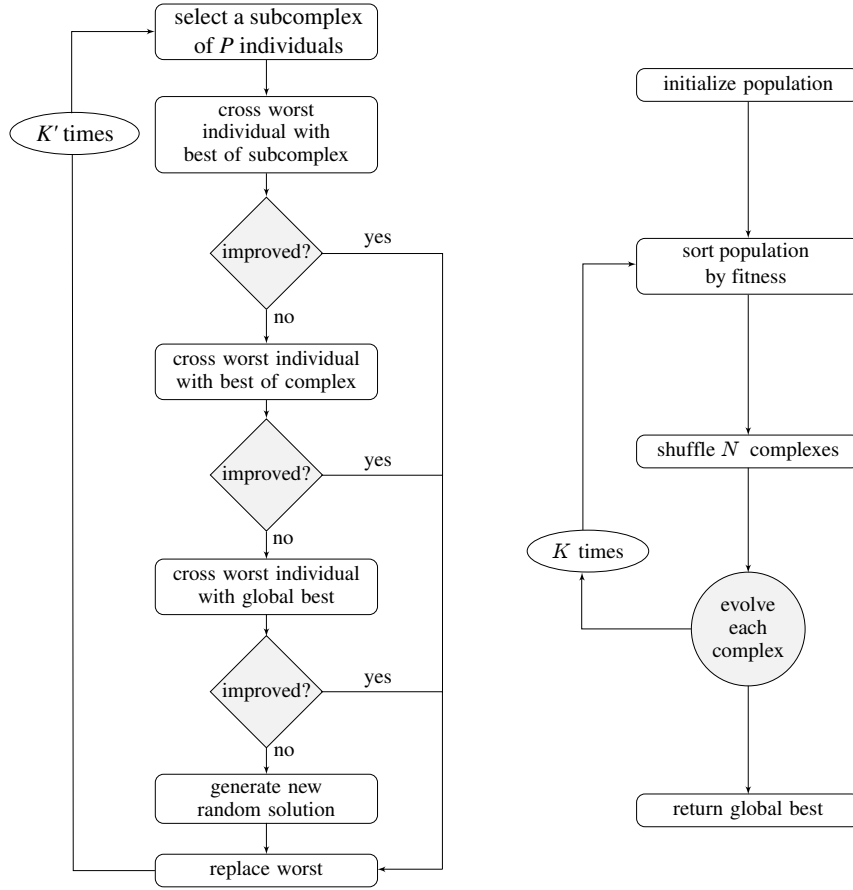 select a subcomplex
of P individuals
K' times
cross worst
individual with
best of subcomplex
improved?
yes
no
cross worst individual
with best of complex
improved?
yes
no
cross worst individual
with global best
improved?
yes
no
generate new
random solution
replace worst
initialize population
sort population
by fitness
shuffle N complexes
K times
evolve
each
complex
return global best